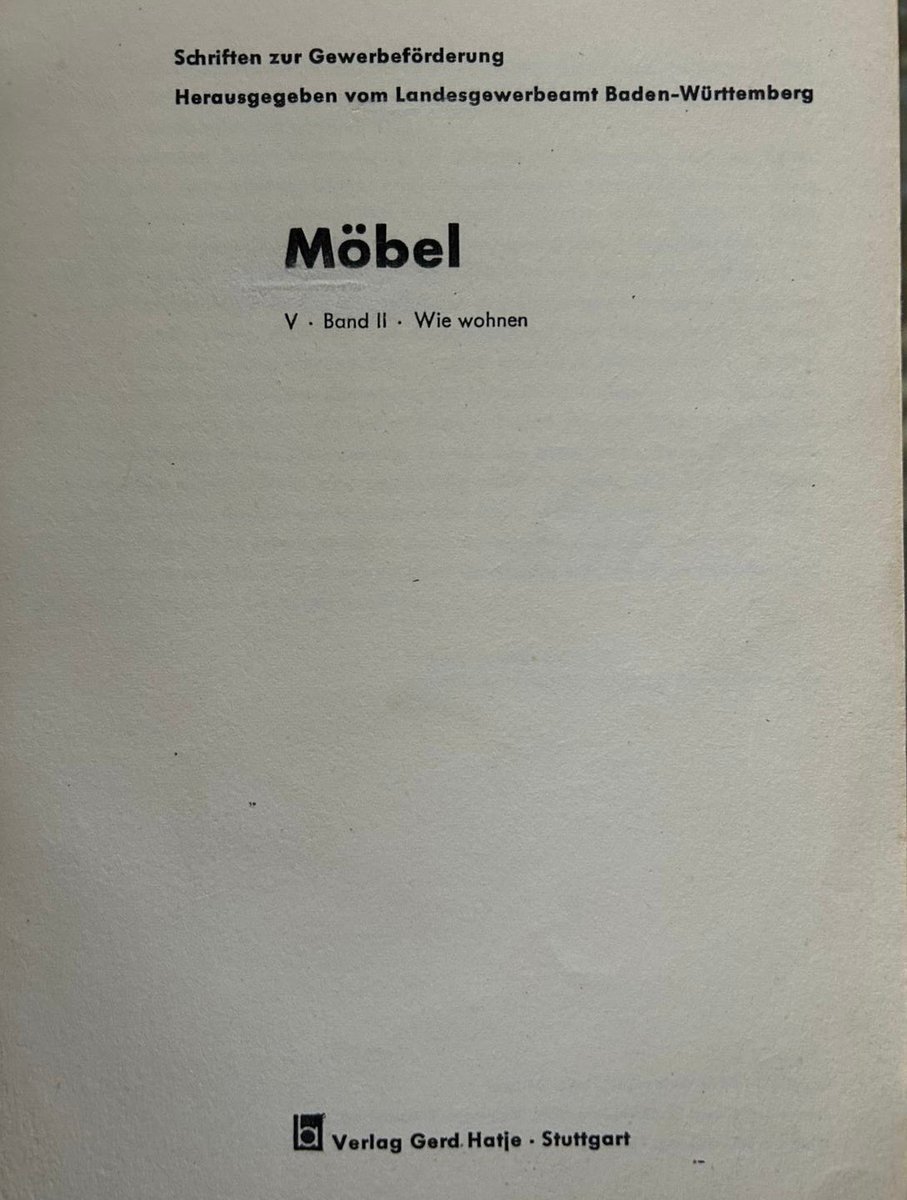 Schriften zur Gewerbeförderung
Herausgegeben vom Landesgewerbeamt Baden-Württemberg
Möbel
V · Band II · Wie wohnen
Verlag Gerd Hatje · Stuttgart